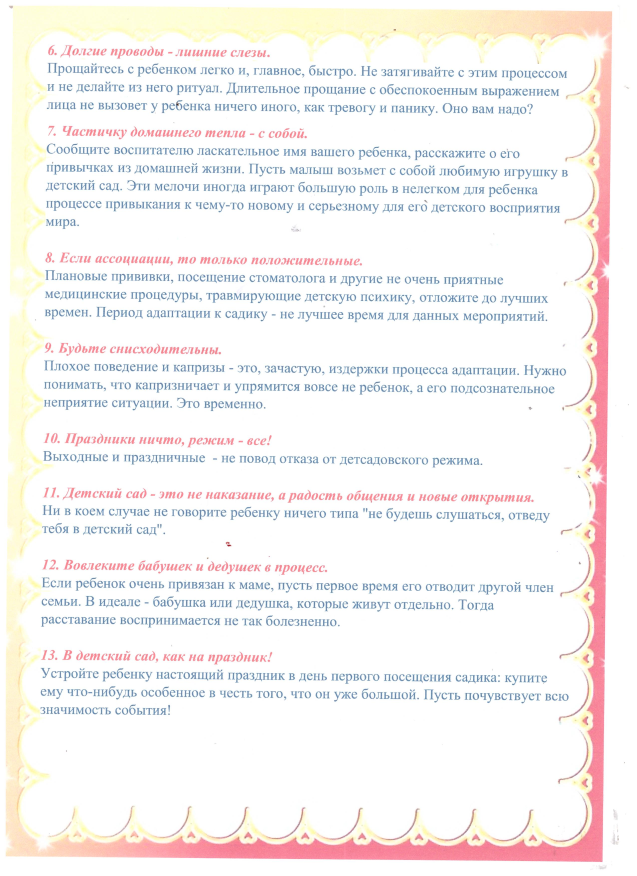 6. Долгие проводы - лишние слезы.
Прощайтесь с ребенком легко и, главное, быстро. Не затягивайте с этим процессом
и не делайте из него ритуал. Длительное прощание с обеспокоенным выражением
лица не вызовет у ребенка ничего иного, как тревогу и панику. Оно вам надо?
7. Частичку домашнего тепла - с собой.
Сообщите воспитателю ласкательное имя вашего ребенка, расскажите о его
привычках из домашней жизни. Пусть малыш возьмет с собой любимую игрушку в
детский сад. Эти мелочи иногда играют большую роль в нелегком для ребенка
процессе привыкания к чему-то новому и серьезному для его детского восприятия
мира.
8. Если ассоциации, то только положительные.
Плановые прививки, посещение стоматолога и другие не очень приятные
медицинские процедуры, травмирующие детскую психику, отложите до лучших
времен. Период адаптации к садику - не лучшее время для данных мероприятий.
9. Будьте снисходительны.
Плохое поведение и капризы - это, зачастую, издержки процесса адаптации. Нужно
понимать, что капризничает и упрямится вовсе не ребенок, а его подсознательное
неприятие ситуации. Это временно.
10. Праздники ничто, режим - все!
Выходные и праздничные - не повод отказа от детсадовского режима.
11. Детский сад - это не наказание, а радость общения и новые открытия.
Ни в коем случае не говорите ребенку ничего типа "не будешь слушаться, отведу
тебя в детский сад".
12. Вовлеките бабушек и дедушек в процесс.
Если ребенок очень привязан к маме, пусть первое время его отводит другой член
семьи. В идеале - бабушка или дедушка, которые живут отдельно. Тогда
расставание воспринимается не так болезненно.
13. В детский сад, как на праздник!
Устройте ребенку настоящий праздник в день первого посещения садика: купите
ему что-нибудь особенное в честь того, что он уже большой. Пусть почувствует всю
значимость события!